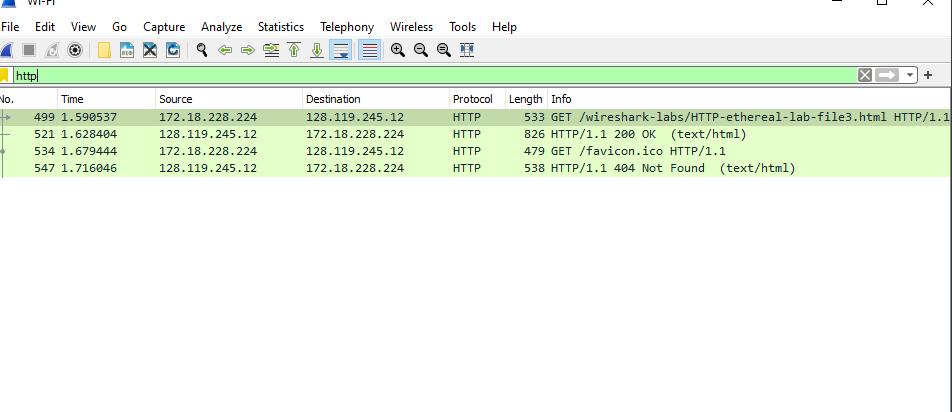 Wi-Fi
File Edit View Go Capture Analyze Statistics Telephony Wireless Tools Help
http
No. Time Source Destination Protocol Length Info
499 1.590537 172.18.228.224 128.119.245.12 HTTP 533 GET /wireshark-labs/HTTP-ethereal-lab-file3.html HTTP/1.1
521 1.628404 128.119.245.12 172.18.228.224 HTTP 826 HTTP/1.1 200 OK (text/html)
534 1.679444 172.18.228.224 128.119.245.12 HTTP 479 GET /favicon.ico HTTP/1.1
547 1.716046 128.119.245.12 172.18.228.224 HTTP 538 HTTP/1.1 404 Not Found (text/html)